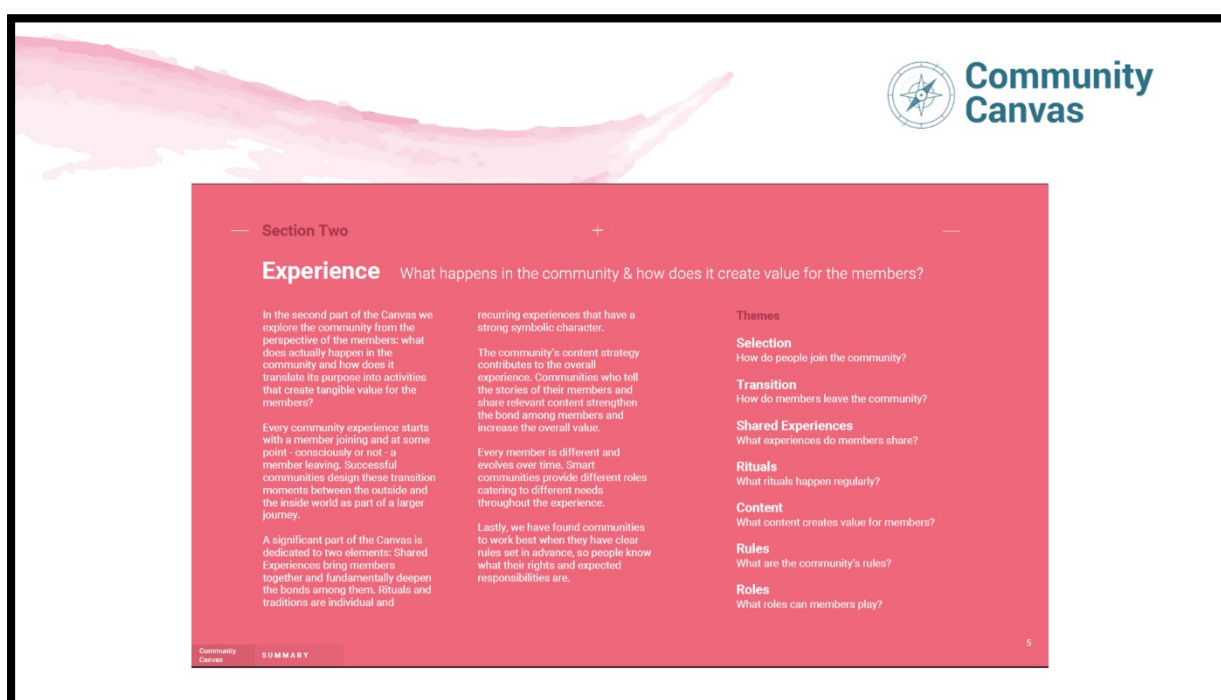 Community
Canvas
Section Two
Experience What happens in the community & how does it create value for the members?
In the second part of the Canvas we
explore the community from the
perspective of the members: what
does actually happen in the
community and how does it
translate its purpose into activities
that create tangible value for the
members?
Every community experience starts
with a member joining and at some
point - consciously or not - a
member leaving. Successful
communities design these transition
moments between the outside and
the inside world as part of a larger
journey.
A significant part of the Canvas is
dedicated to two elements: Shared
Experiences bring members
together and fundamentally deepen
the bonds among them. Rituals and
traditions are individual and
recurring experiences that have a
strong symbolic character.
The community's content strategy
contributes to the overall
experience. Communities who tell
the stories of their members and
share relevant content strengthen
the bond among members and
increase the overall value.
Every member is different and
evolves over time. Smart
communities provide different roles
catering to different needs
throughout the experience.
Lastly, we have found communities
to work best when they have clear
rules set in advance, so people know
what their rights and expected
responsibilities are.
Themes
Selection
How do people join the community?
Transition
How do members leave the community?
Shared Experiences
What experiences do members share?
Rituals
What rituals happen regularly?
Content
What content creates value for members?
Rules
What are the community's rules?
Roles
What roles can members play?
5
Community
Canvas
SUMMARY